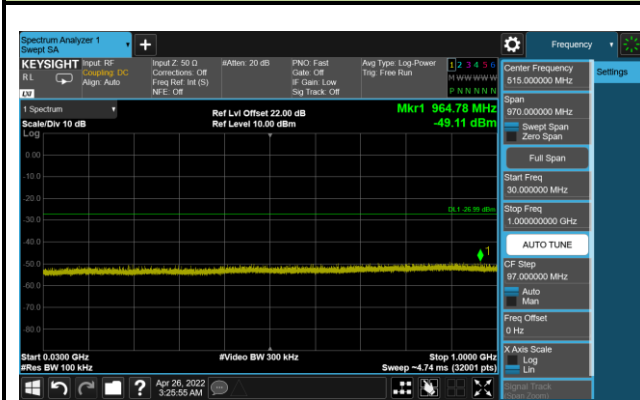 Spectrum Analyzer 1
Swept SA
+
Frequency
KEYSIGHT
RL
LXI
Input: RF
Coupling: DC
Align: Auto
Input Z: 50 Ω
Corrections: Off
Freq Ref: Int (S)
NFE: Off
#Atten: 20 dB
PNO: Fast
Gate: Off
IF Gain: Low
Sig Track: Off
Avg Type: Log-Power
Trig: Free Run
1 2 3 4 5 6
M W W W W W
P N N N N N
1 Spectrum
Scale/Div 10 dB
Log
Ref Lvl Offset 22.00 dB
Ref Level 10.00 dBm
Mkr1 964.78 MHz
-49.11 dBm
0.00
-10.0
-20.0
-30.0
-40.0
-50.0
-60.0
-70.0
-80.0
DL1 -26.99 dBm
1
Start 0.0300 GHz
#Res BW 100 kHz
#Video BW 300 kHz
Stop 1.0000 GHz
Sweep ~4.74 ms (32001 pts)
Center Frequency
515.000000 MHz
Span
970.000000 MHz
Swept Span
Zero Span
Full Span
Start Freq
30.000000 MHz
Stop Freq
1.000000000 GHz
AUTO TUNE
CF Step
97.000000 MHz
Auto
Man
Freq Offset
0 Hz
X Axis Scale
Log
Lin
Signal Track
(Span Zoom)
Settings
?
Apr 26, 2022
3:25:55 AM